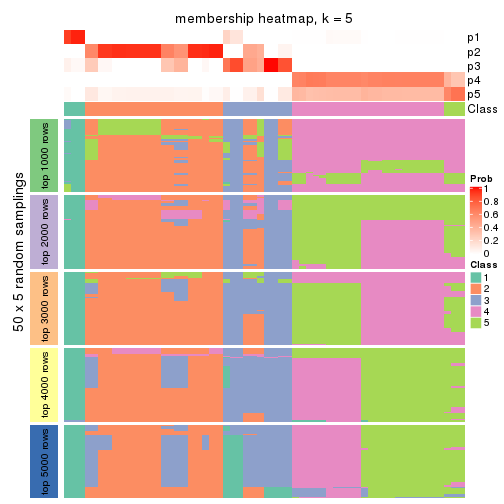 membership heatmap, k = 5
p1
p2
p3
p4
p5
Class
50 x 5 random samplings
top 1000 rows
top 2000 rows
top 3000 rows
top 4000 rows
top 5000 rows
Prob
1
0.8
0.6
0.4
0.2
0
Class
1
2
3
4
5